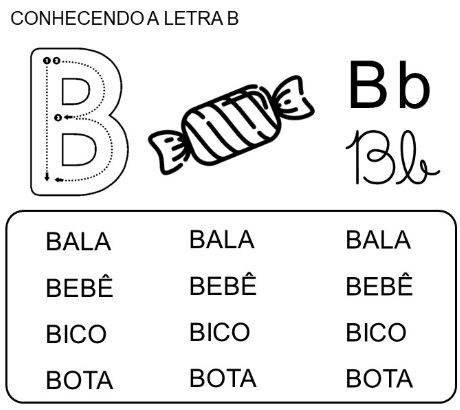 CONHECENDO A LETRA B
B
Bb
Bb
BALA BALA BALA
BEBÊ BEBÊ BEBÊ
BICO BICO BICO
BOTA BOTA BOTA